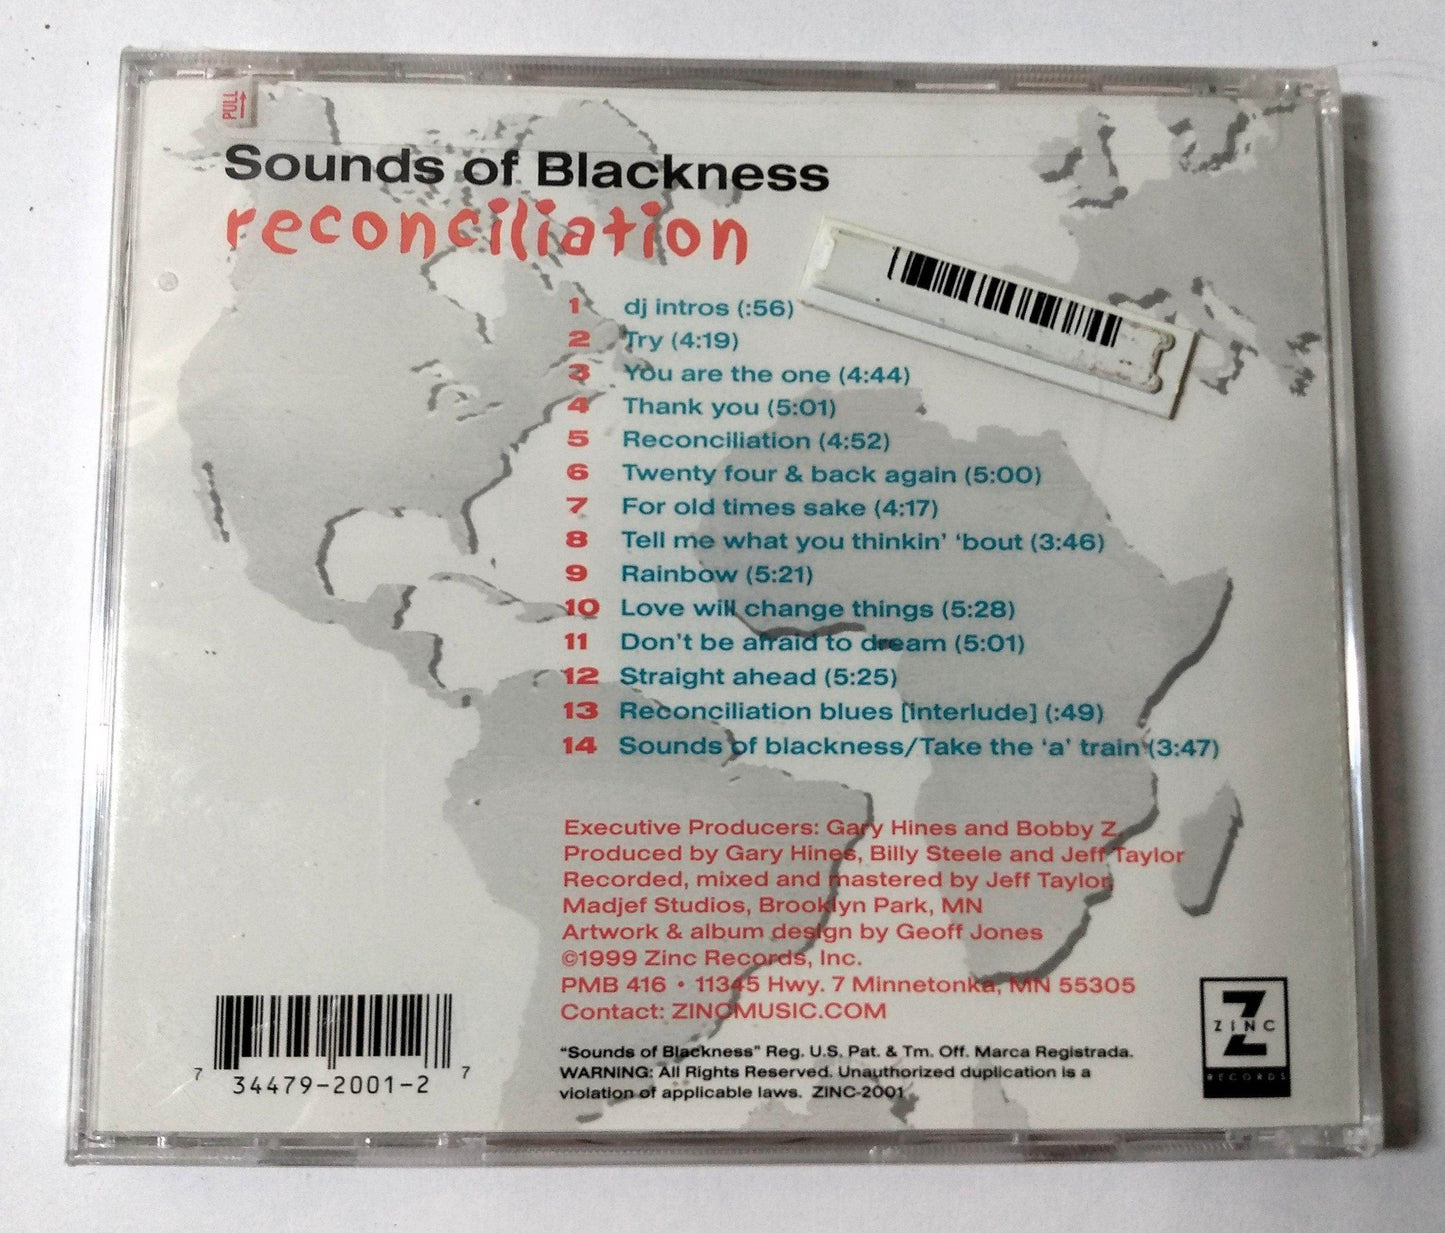 PULL
Sounds of Blackness
reconciliation
1 dj intros (:56)
2 Try (4:19)
3 You are the one (4:44)
4 Thank you (5:01)
5 Reconciliation (4:52)
6 Twenty four & back again (5:00)
7 For old times sake (4:17)
8 Tell me what you thinkin' 'bout (3:46)
9 Rainbow (5:21)
10 Love will change things (5:28)
11 Don't be afraid to dream (5:01)
12 Straight ahead (5:25)
13 Reconciliation blues [interlude] (:49)
14 Sounds of blackness/Take the 'a' train (3:47)
Executive Producers: Gary Hines and Bobby Z.
Produced by Gary Hines, Billy Steele and Jeff Taylor
Recorded, mixed and mastered by Jeff Taylor,
Madjef Studios, Brooklyn Park, MN
Artwork & album design by Geoff Jones
©1999 Zinc Records, Inc.
PMB 416 • 11345 Hwy. 7 Minnetonka, MN 55305
Contact: ZINCMUSIC.COM
"Sounds of Blackness" Reg. U.S. Pat. & Tm. Off. Marca Registrada.
WARNING: All Rights Reserved. Unauthorized duplication is a
violation of applicable laws. ZINC-2001
7 34479-2001-2 7
Z
ZINC
RECORDS